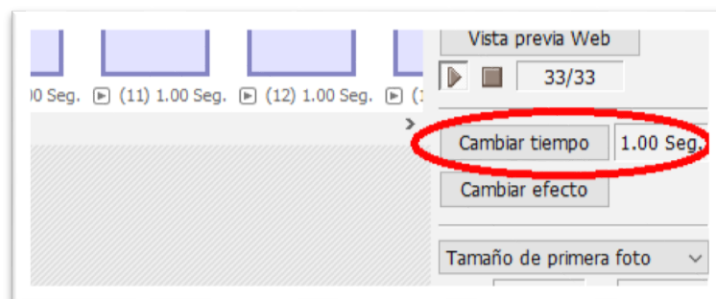 Vista previa Web
33/33
00 Seg. (11) 1.00 Seg. (12) 1.00 Seg.
Cambiar tiempo 1.00 Seg.
Cambiar efecto
Tamaño de primera foto